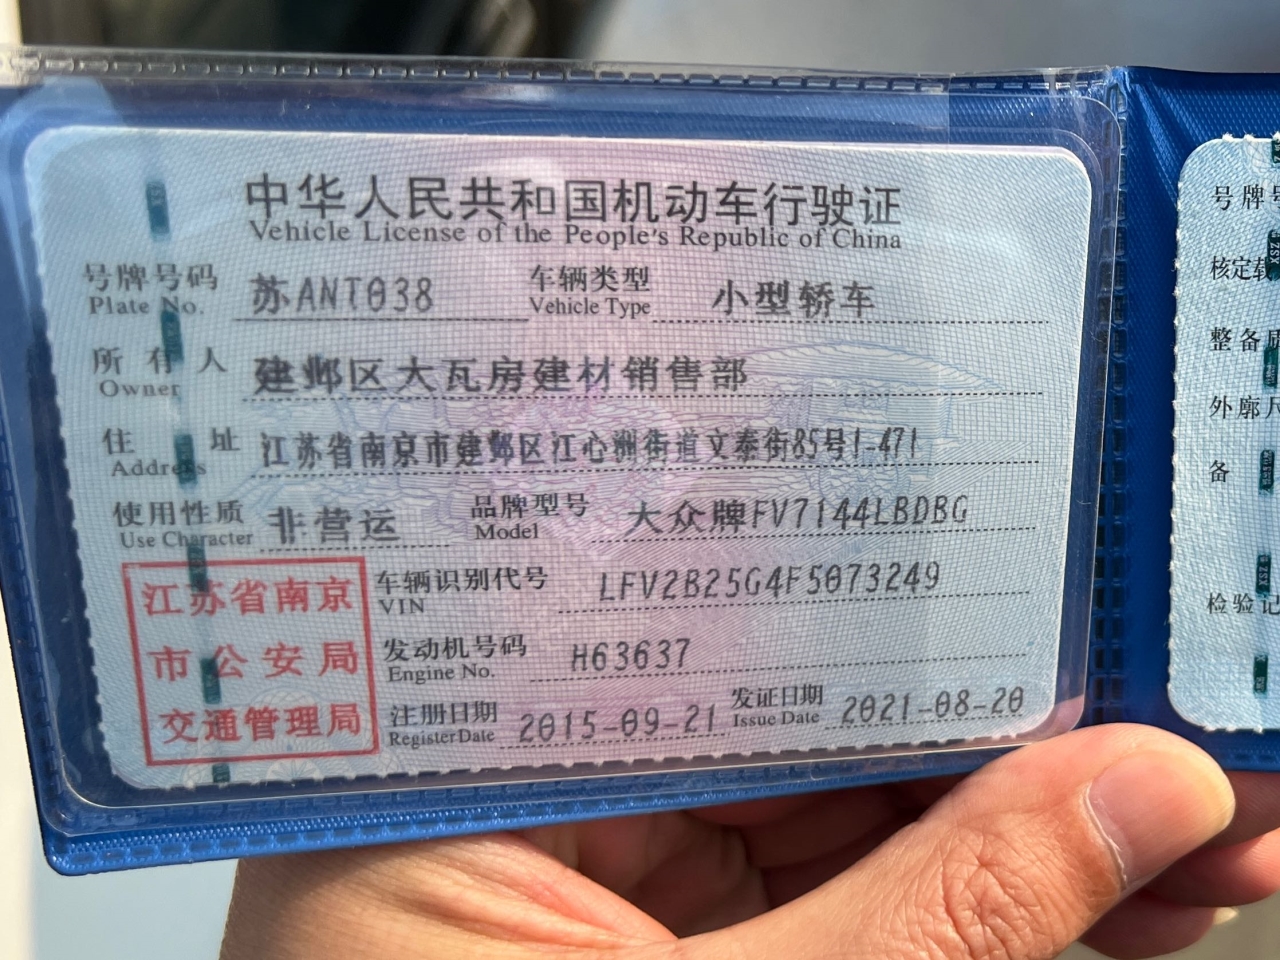 中华人民共和国机动车行驶证
Vehicle License of the People's Republic of China
号牌号码 苏ANT038 车辆类型 小型轿车
Plate No. Vehicle Type
所有人 建邺区大瓦房建材销售部
Owner
住址 江苏省南京市建邺区江心洲街道文泰街85号1-471
Address
使用性质 非营运 品牌型号 大众牌FV7144LBDBG
Use Character Model
江苏省南京
市公安局
交通管理局
车辆识别代号 LFV2B25G4F5073249
VIN
发动机号码 H63637
Engine No.
注册日期 2015-09-21 发证日期 2021-08-20
Register Date Issue Date
号牌号
核定载
整备质
外廓尺
备
检验记